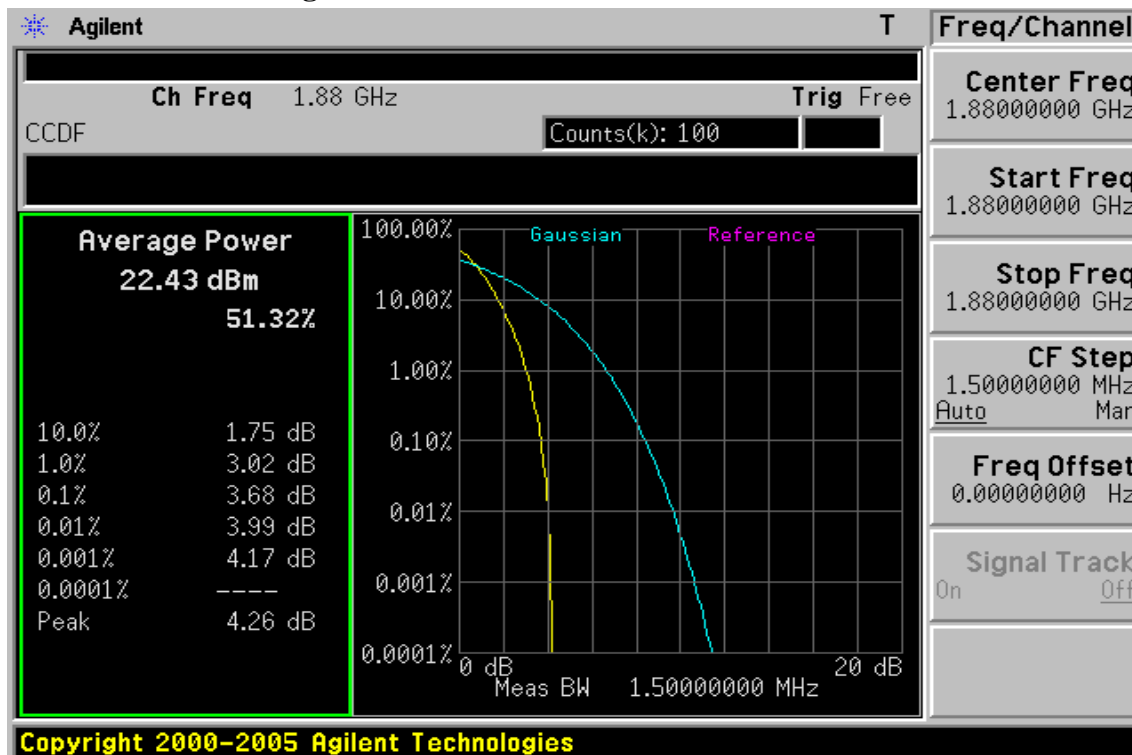 Agilent T Freq/Channel
Ch Freq 1.88 GHz Trig Free
CCDF Counts(k): 100
Average Power
22.43 dBm
51.32%
10.0% 1.75 dB
1.0% 3.02 dB
0.1% 3.68 dB
0.01% 3.99 dB
0.001% 4.17 dB
0.0001% ----
Peak 4.26 dB
Gaussian Reference
100.00%
10.00%
1.00%
0.10%
0.01%
0.001%
0.0001%
0 dB 20 dB
Meas BW 1.50000000 MHz
Center Freq
1.88000000 GHz
Start Freq
1.88000000 GHz
Stop Freq
1.88000000 GHz
CF Step
1.50000000 MHz
Auto Man
Freq Offset
0.00000000 Hz
Signal Track
On Off
Copyright 2000-2005 Agilent Technologies